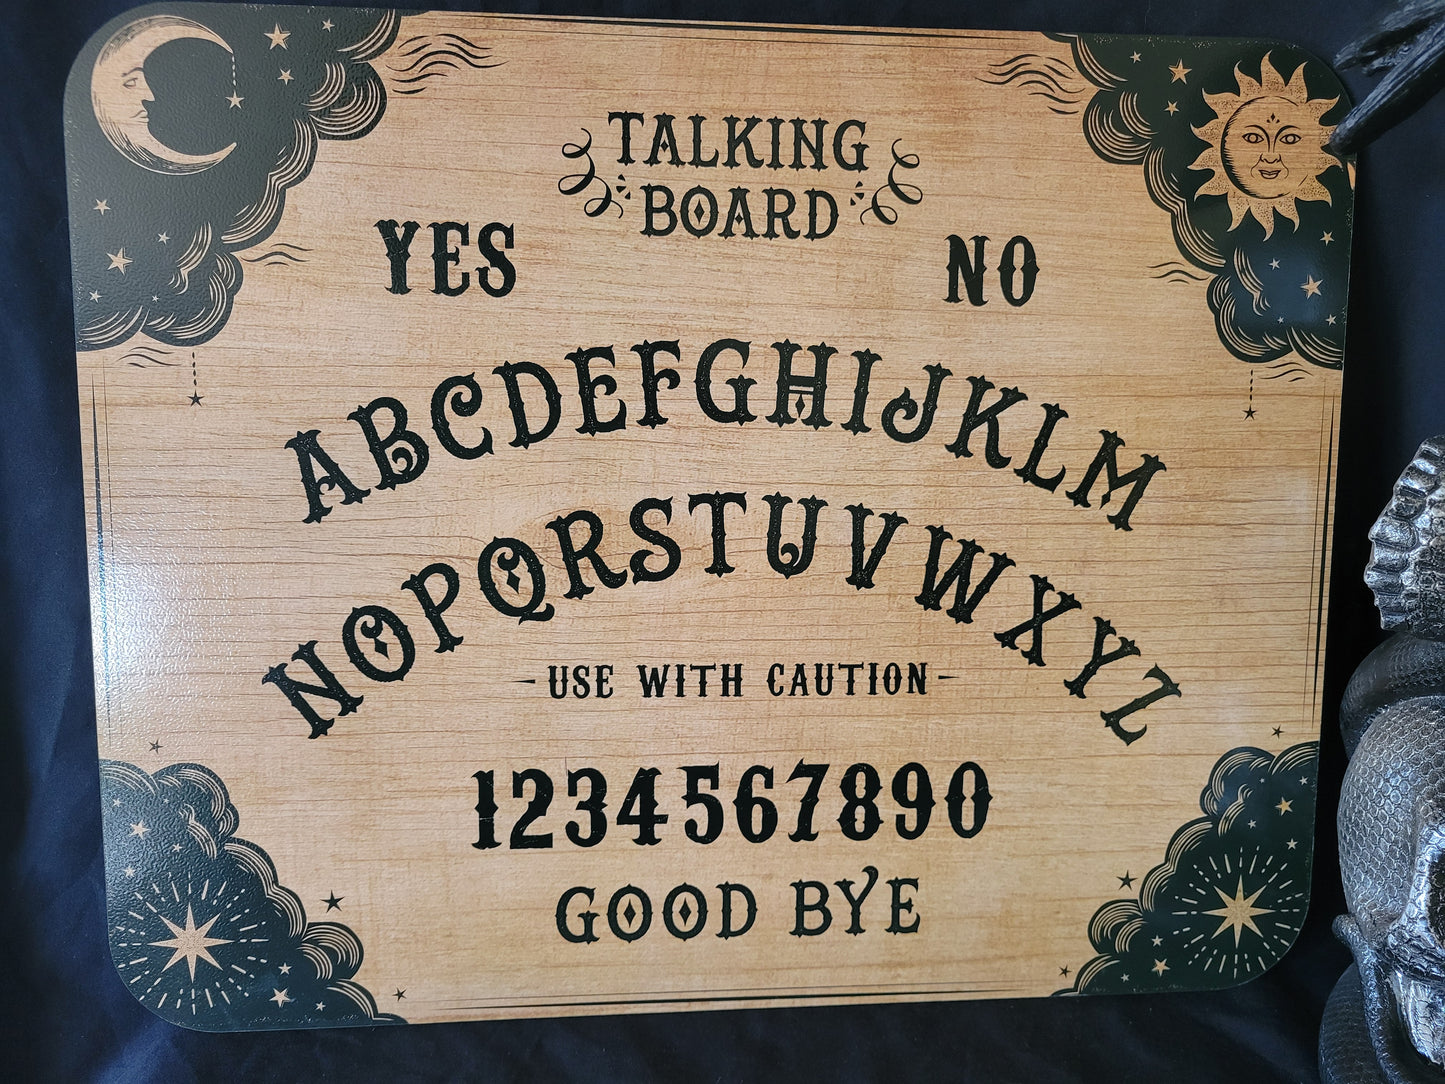 TALKING
BOARD
YES NO
ABCDEFGHIJKLM
NOPQRSTUVWXYZ
-USE WITH CAUTION-
1234567890
GOOD BYE